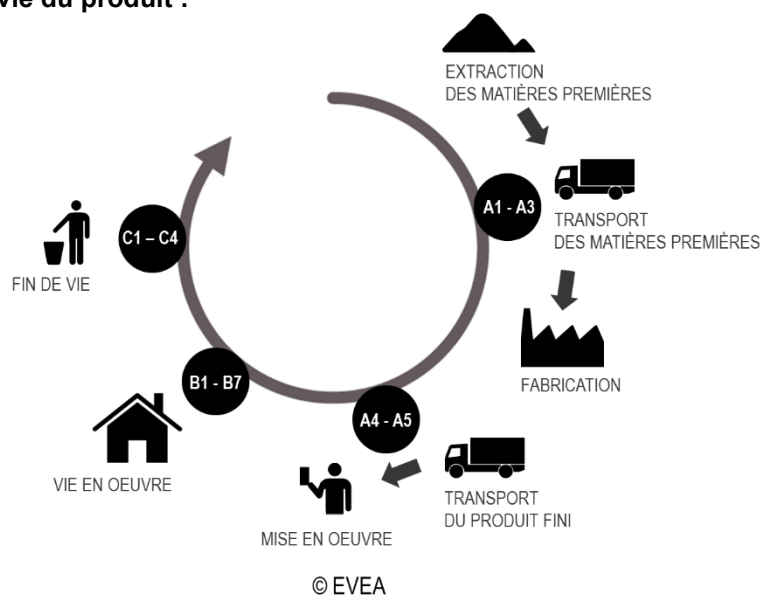 vie du produit :
EXTRACTION
DES MATIÈRES PREMIÈRES
A1 - A3
TRANSPORT
DES MATIÈRES PREMIÈRES
FABRICATION
A4 - A5
TRANSPORT
DU PRODUIT FINI
MISE EN OEUVRE
B1 - B7
VIE EN OEUVRE
C1 – C4
FIN DE VIE
© EVEA